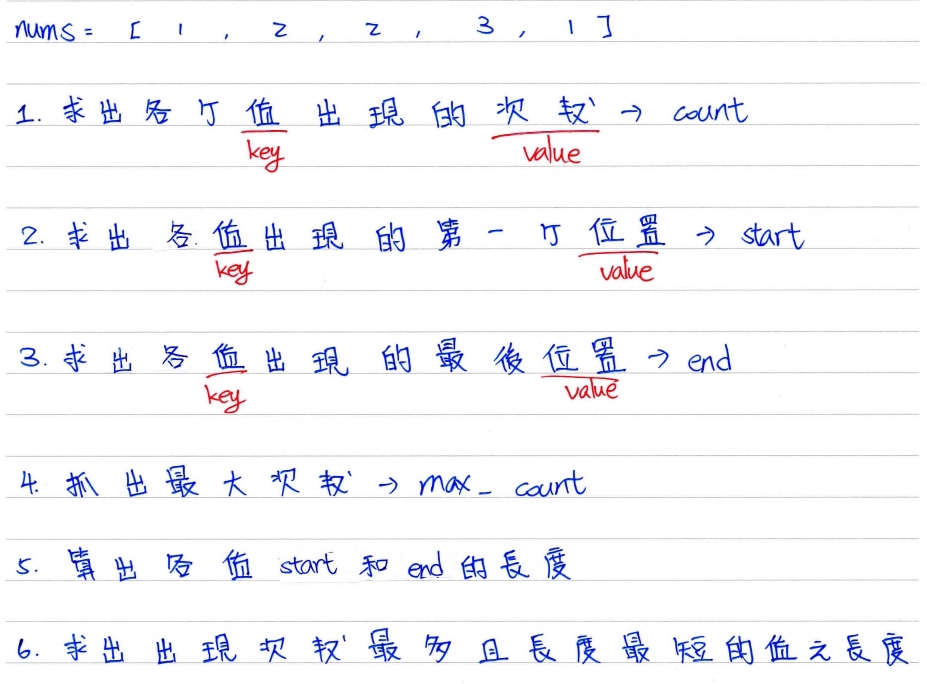 nums = [ 1 , 2 , 2 , 3 , 1 ]
1. 求出各个值出現的次數 → count
key value
2. 求出各值出現的第一个位置 → start
key value
3. 求出各值出現的最後位置 → end
key value
4. 抓出最大次數 → max_count
5. 算出各值 start 和 end 的長度
6. 求出出現次數最多且長度最短的值之長度